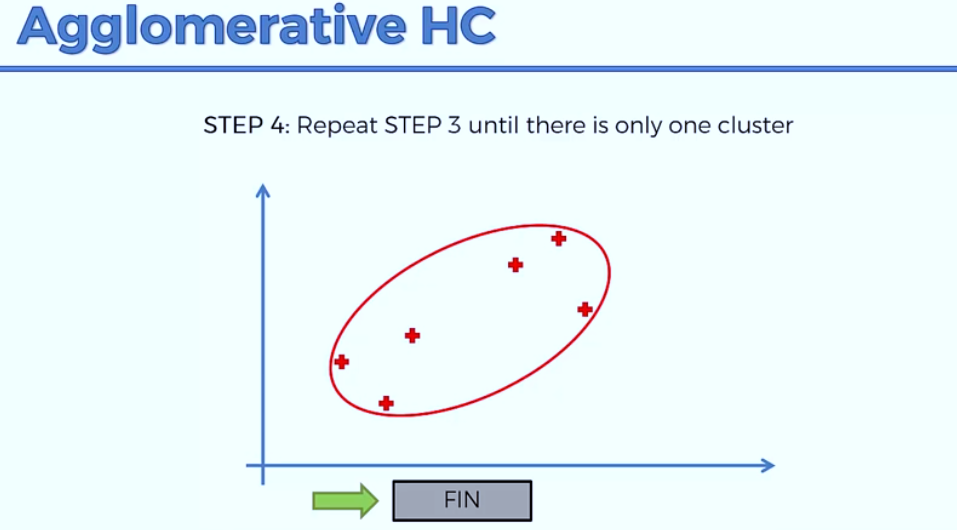 Agglomerative HC
STEP 4: Repeat STEP 3 until there is only one cluster
FIN